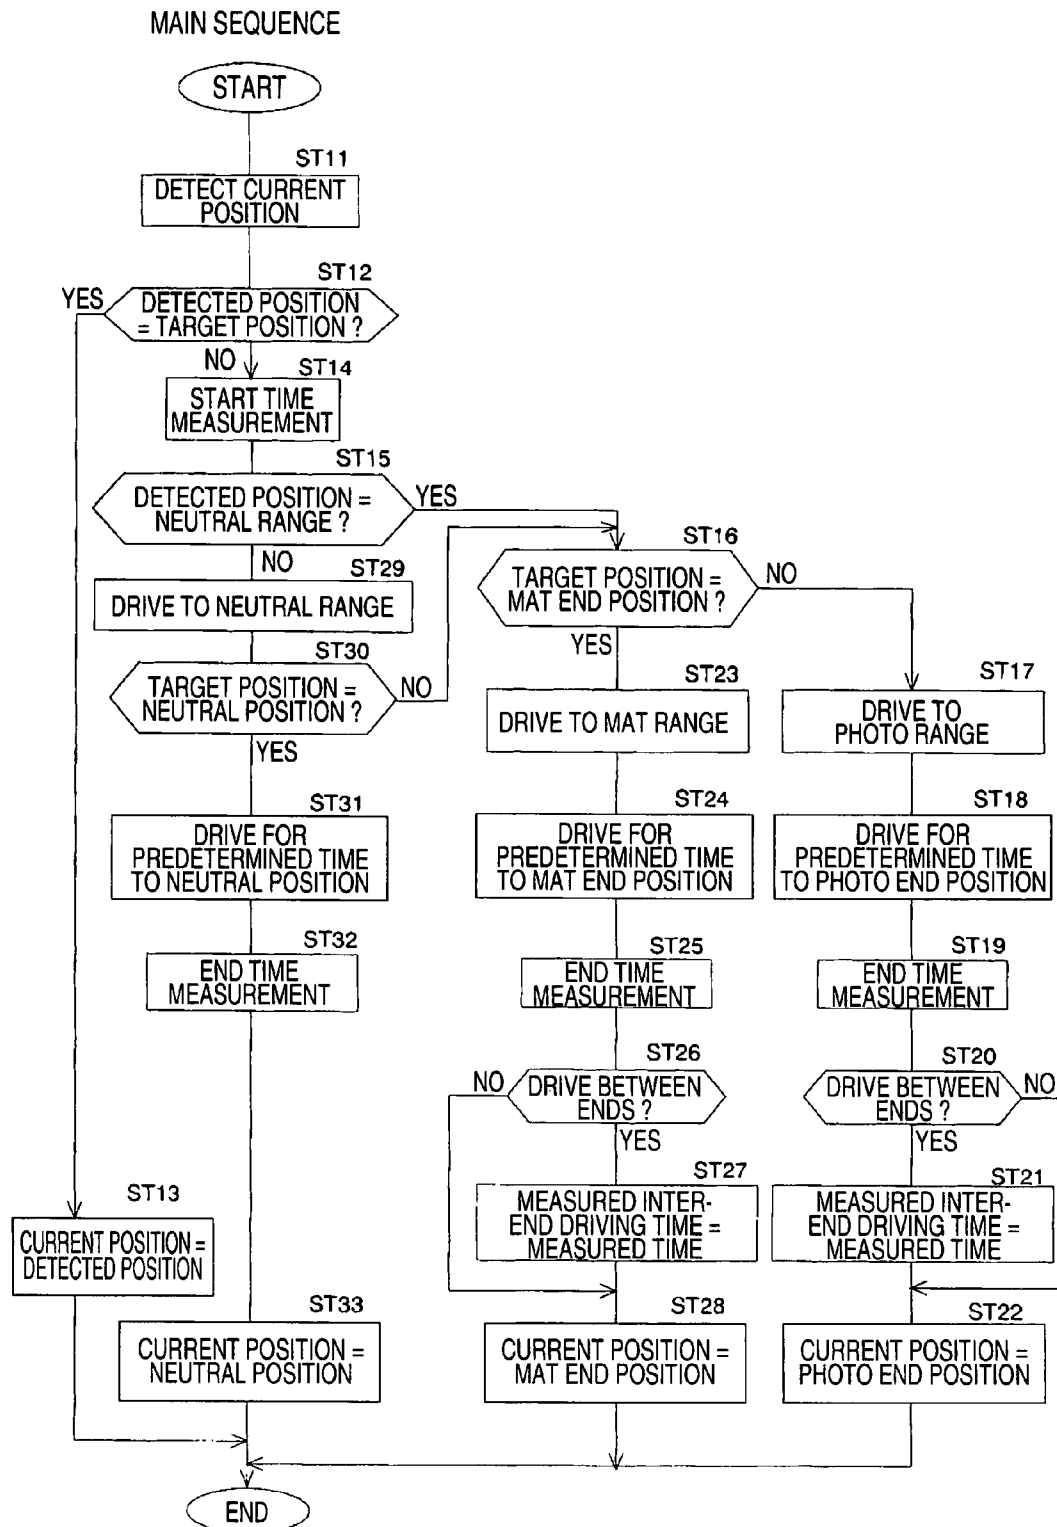 MAIN SEQUENCE
START
ST11
DETECT CURRENT
POSITION
ST12
YES
DETECTED POSITION
= TARGET POSITION ?
NO
ST14
START TIME
MEASUREMENT
ST15
DETECTED POSITION =
NEUTRAL RANGE ?
YES
NO
ST29
DRIVE TO NEUTRAL RANGE
ST30
TARGET POSITION =
NEUTRAL POSITION ?
NO
YES
ST31
DRIVE FOR
PREDETERMINED TIME
TO NEUTRAL POSITION
ST32
END TIME
MEASUREMENT
ST13
CURRENT POSITION =
DETECTED POSITION
ST33
CURRENT POSITION =
NEUTRAL POSITION
ST16
TARGET POSITION =
MAT END POSITION ?
NO
YES
ST23
DRIVE TO MAT RANGE
ST24
DRIVE FOR
PREDETERMINED TIME
TO MAT END POSITION
ST25
END TIME
MEASUREMENT
ST26
NO
DRIVE BETWEEN
ENDS ?
YES
ST27
MEASURED INTER-
END DRIVING TIME =
MEASURED TIME
ST28
CURRENT POSITION =
MAT END POSITION
ST17
DRIVE TO
PHOTO RANGE
ST18
DRIVE FOR
PREDETERMINED TIME
TO PHOTO END POSITION
ST19
END TIME
MEASUREMENT
ST20
DRIVE BETWEEN
ENDS ?
NO
YES
ST21
MEASURED INTER-
END DRIVING TIME =
MEASURED TIME
ST22
CURRENT POSITION =
PHOTO END POSITION
END